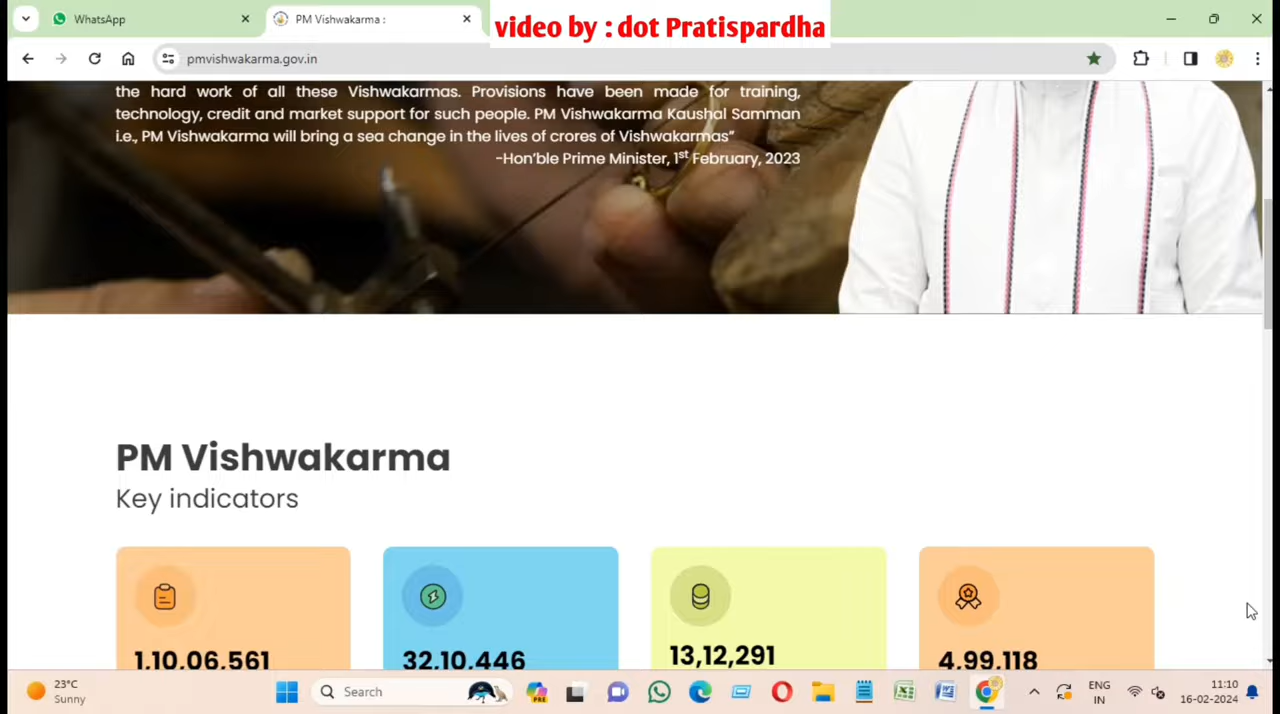 WhatsApp
PM Vishwakarma :
video by : dot Pratispardha
pmvishwakarma.gov.in
the hard work of all these Vishwakarmas. Provisions have been made for training,
technology, credit and market support for such people. PM Vishwakarma Kaushal Samman
i.e., PM Vishwakarma will bring a sea change in the lives of crores of Vishwakarmas”
-Hon’ble Prime Minister, 1st February, 2023
PM Vishwakarma
Key indicators
1,10,06,561
32,10,446
13,12,291
4,99,118
23°C
Sunny
Search
PRE
ENG
IN
11:10
16-02-2024